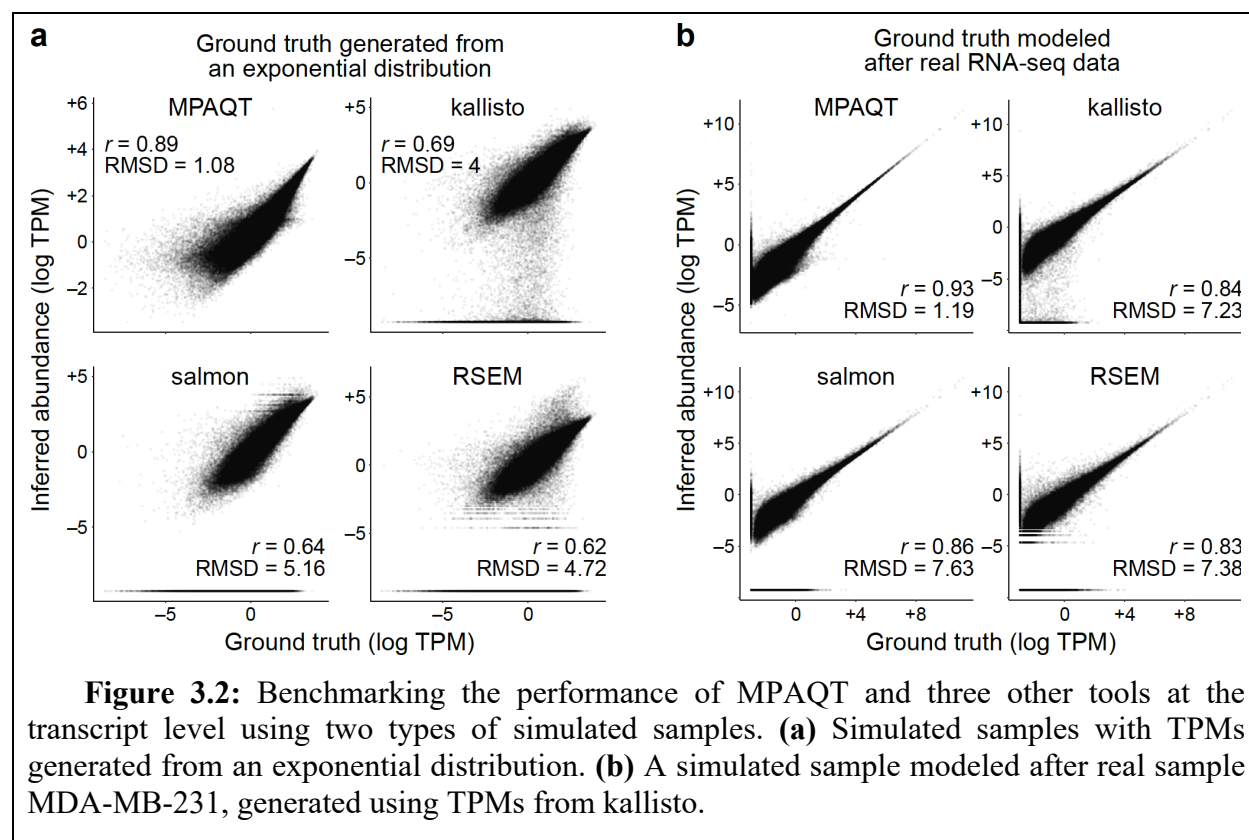 a
Ground truth generated from
an exponential distribution
b
Ground truth modeled
after real RNA-seq data
Inferred abundance (log TPM)
MPAQT
r = 0.89
RMSD = 1.08
+6
+4
+2
0
−2
−5
0
kallisto
r = 0.69
RMSD = 4
+5
0
−5
−5
0
salmon
r = 0.64
RMSD = 5.16
+5
0
−5
−5
0
RSEM
r = 0.62
RMSD = 4.72
+5
0
−5
−5
0
Ground truth (log TPM)
Inferred abundance (log TPM)
MPAQT
r = 0.93
RMSD = 1.19
+10
+5
0
−5
kallisto
r = 0.84
RMSD = 7.23
+10
+5
0
−5
salmon
r = 0.86
RMSD = 7.63
+10
+5
0
−5
0
+4
+8
RSEM
r = 0.83
RMSD = 7.38
+10
+5
0
−5
0
+4
+8
Ground truth (log TPM)
Figure 3.2: Benchmarking the performance of MPAQT and three other tools at the
transcript level using two types of simulated samples. (a) Simulated samples with TPMs
generated from an exponential distribution. (b) A simulated sample modeled after real sample
MDA-MB-231, generated using TPMs from kallisto.